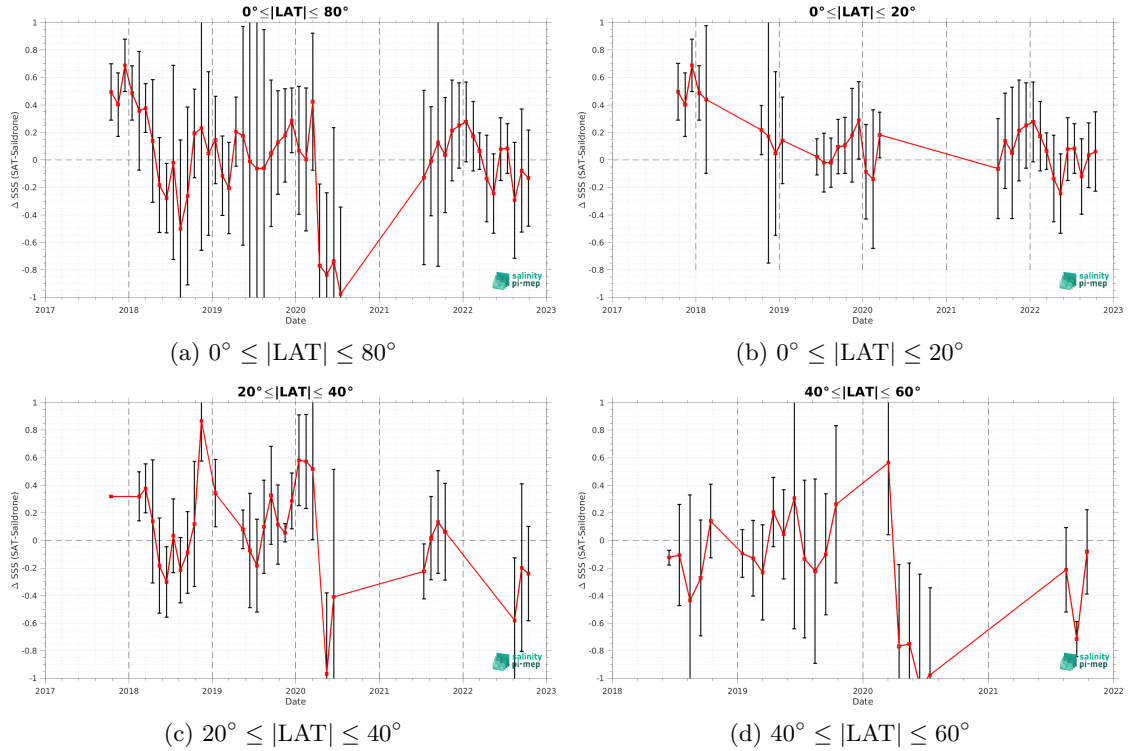 0°≤|LAT|≤ 80°
Δ SSS (SAT-Saildrone)
1
0.8
0.6
0.4
0.2
0
-0.2
-0.4
-0.6
-0.8
-1
salinity
pi-mep
2017 2018 2019 2020 2021 2022 2023
Date
(a) 0° ≤ |LAT| ≤ 80°
0°≤|LAT|≤ 20°
Δ SSS (SAT-Saildrone)
1
0.8
0.6
0.4
0.2
0
-0.2
-0.4
-0.6
-0.8
-1
salinity
pi-mep
2017 2018 2019 2020 2021 2022 2023
Date
(b) 0° ≤ |LAT| ≤ 20°
20°≤|LAT|≤ 40°
Δ SSS (SAT-Saildrone)
1
0.8
0.6
0.4
0.2
0
-0.2
-0.4
-0.6
-0.8
-1
salinity
pi-mep
2017 2018 2019 2020 2021 2022 2023
Date
(c) 20° ≤ |LAT| ≤ 40°
40°≤|LAT|≤ 60°
Δ SSS (SAT-Saildrone)
1
0.8
0.6
0.4
0.2
0
-0.2
-0.4
-0.6
-0.8
-1
salinity
pi-mep
2018 2019 2020 2021 2022
Date
(d) 40° ≤ |LAT| ≤ 60°